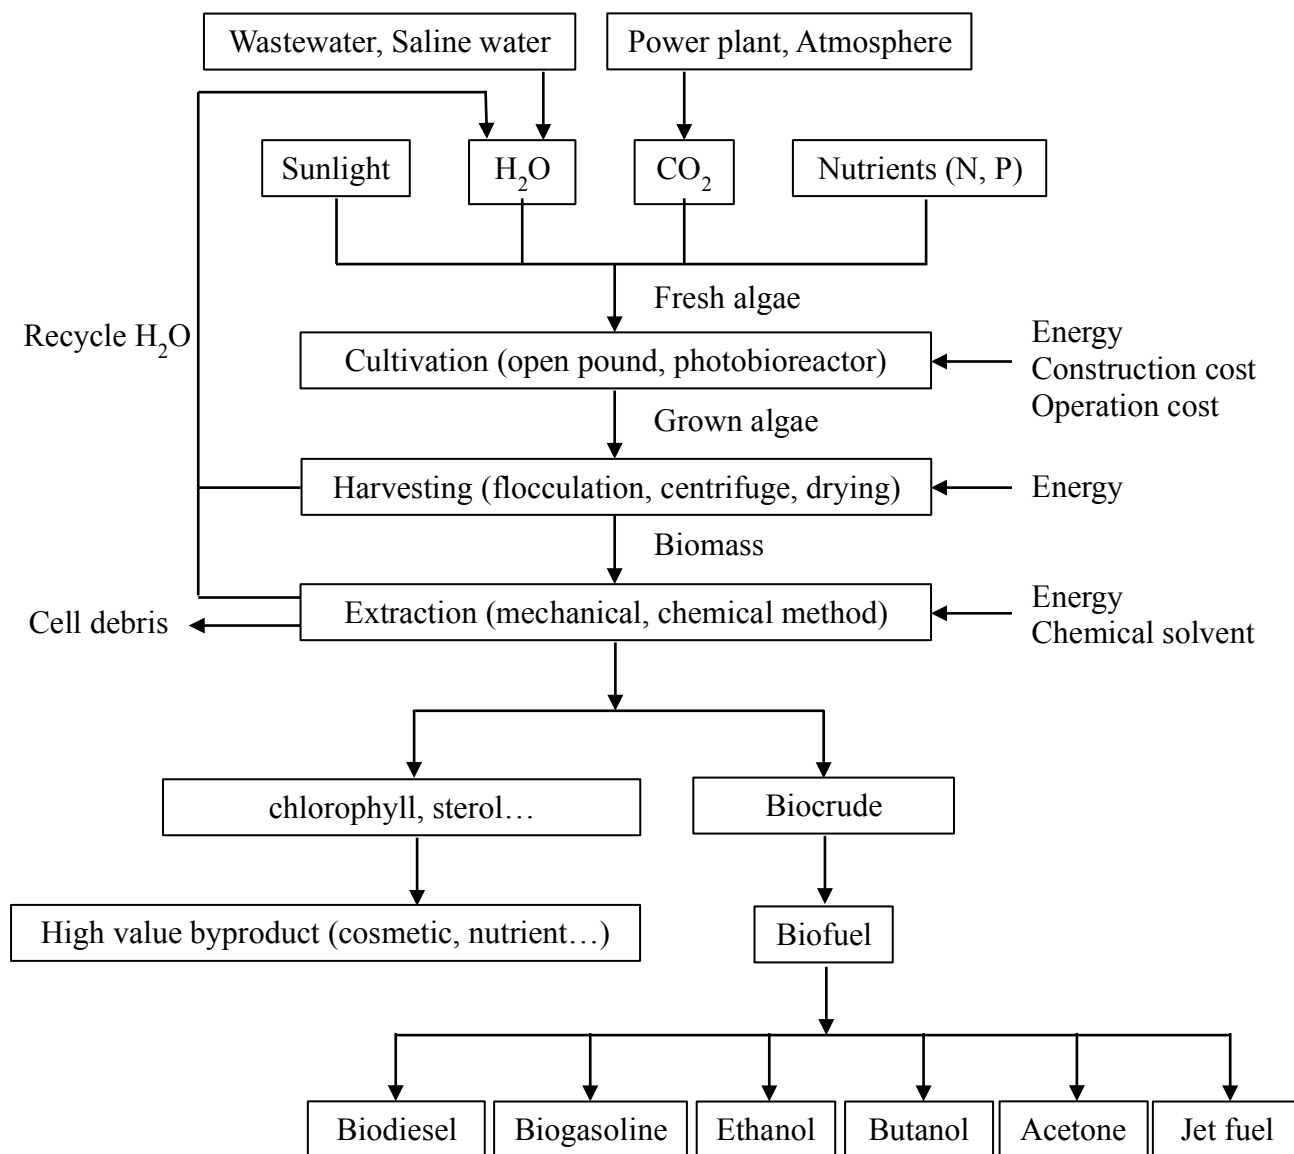 Wastewater, Saline water
Power plant, Atmosphere
Sunlight
H₂O
CO₂
Nutrients (N, P)
Fresh algae
Recycle H₂O
Cultivation (open pound, photobioreactor)
Energy
Construction cost
Operation cost
Grown algae
Harvesting (flocculation, centrifuge, drying)
Energy
Biomass
Extraction (mechanical, chemical method)
Energy
Chemical solvent
Cell debris
chlorophyll, sterol…
Biocrude
High value byproduct (cosmetic, nutrient…)
Biofuel
Biodiesel
Biogasoline
Ethanol
Butanol
Acetone
Jet fuel